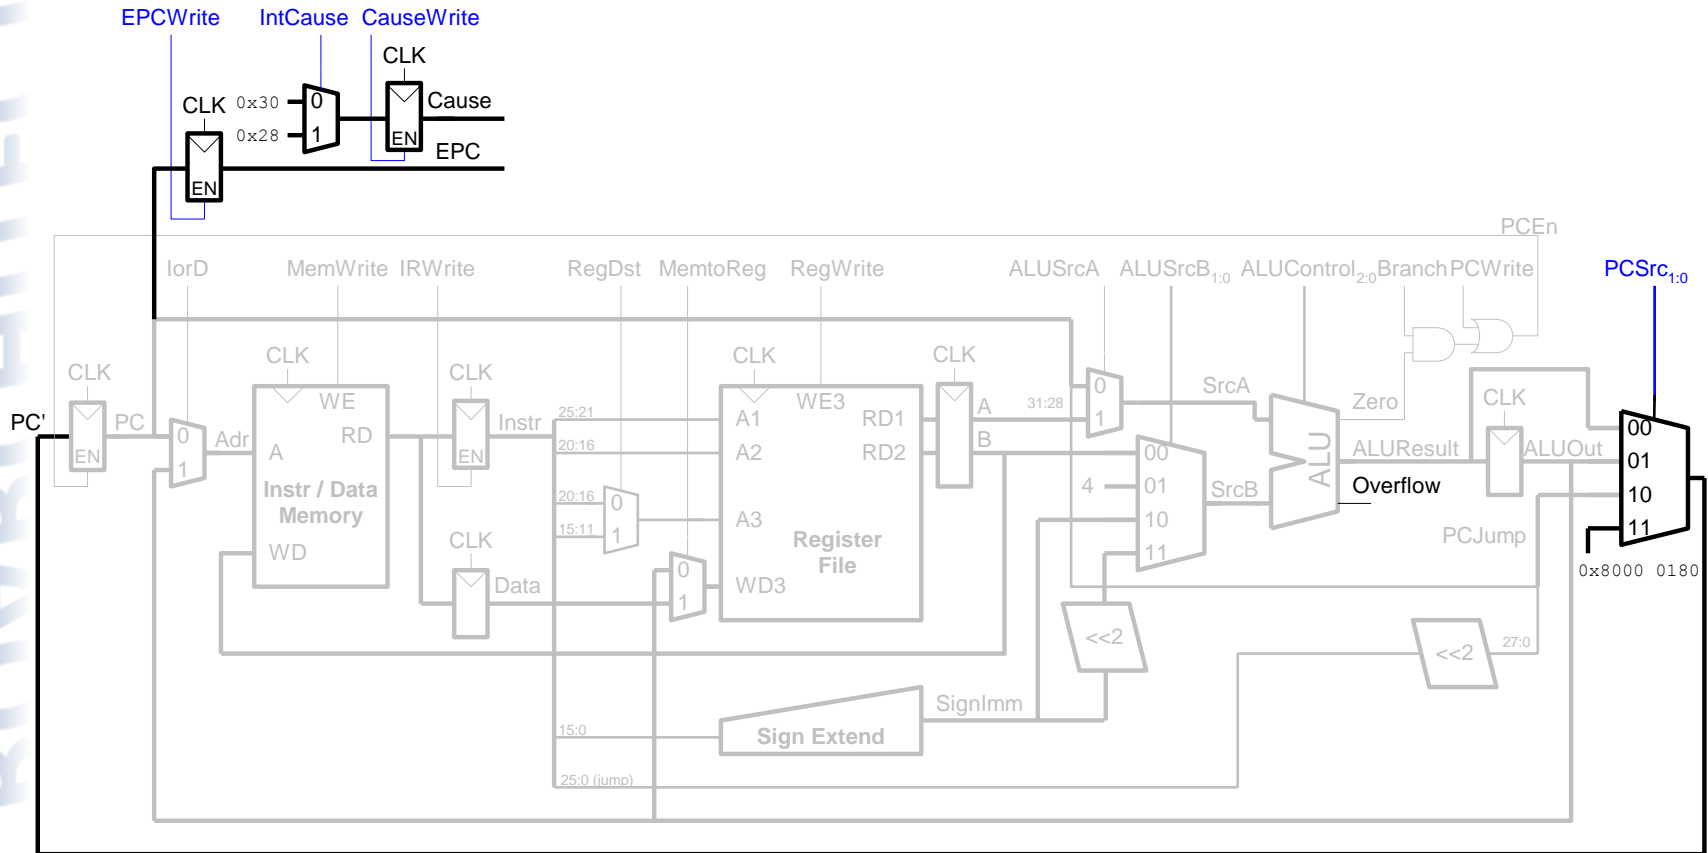 EPCWrite IntCause CauseWrite
CLK
CLK 0x30 0 Cause
0x28 1 EN
EPC
EN
PCEn
IorD MemWrite IRWrite RegDst MemtoReg RegWrite ALUSrcA ALUSrcB1:0 ALUControl2:0 Branch PCWrite PCSrc1:0
CLK CLK CLK CLK CLK
CLK WE WE3 0 SrcA Zero CLK
PC' PC 0 Adr A RD Instr 25:21 A1 RD1 A 31:28 1 00
EN 1 EN 20:16 A2 RD2 B 00 ALU ALUResult ALUOut 01
Instr / Data Memory 20:16 0 4 01 SrcB Overflow 10
15:11 1 A3 10 PCJump 11
WD CLK Register File 11 0x8000 0180
Data 0 1 WD3
<<2 <<2 27:0
SignImm
15:0 Sign Extend
25:0 (jump)